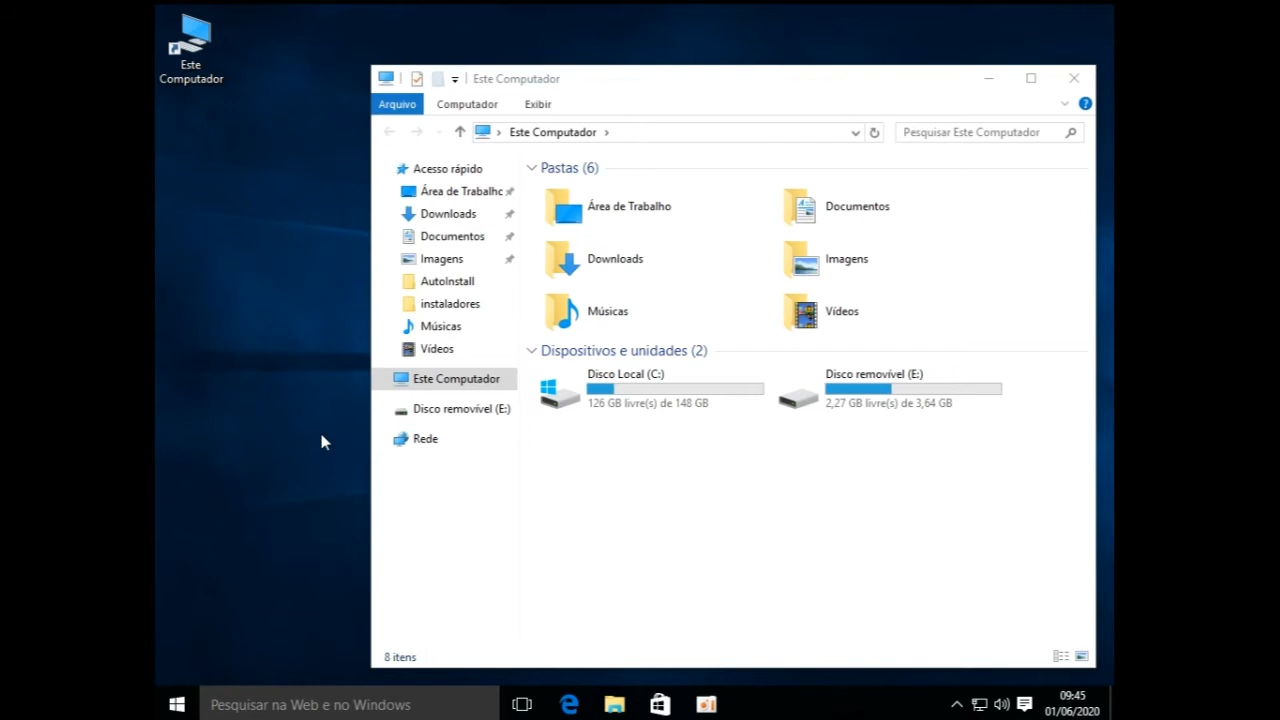 Este
Computador
Este Computador
Arquivo
Computador
Exibir
Este Computador
Pesquisar Este Computador
Acesso rápido
Área de Trabalho
Downloads
Documentos
Imagens
AutoInstall
instaladores
Músicas
Vídeos
Este Computador
Disco removível (E:)
Rede
Pastas (6)
Área de Trabalho
Documentos
Downloads
Imagens
Músicas
Vídeos
Dispositivos e unidades (2)
Disco Local (C:)
126 GB livre(s) de 148 GB
Disco removível (E:)
2,27 GB livre(s) de 3,64 GB
8 itens
Pesquisar na Web e no Windows
09:45
01/06/2020